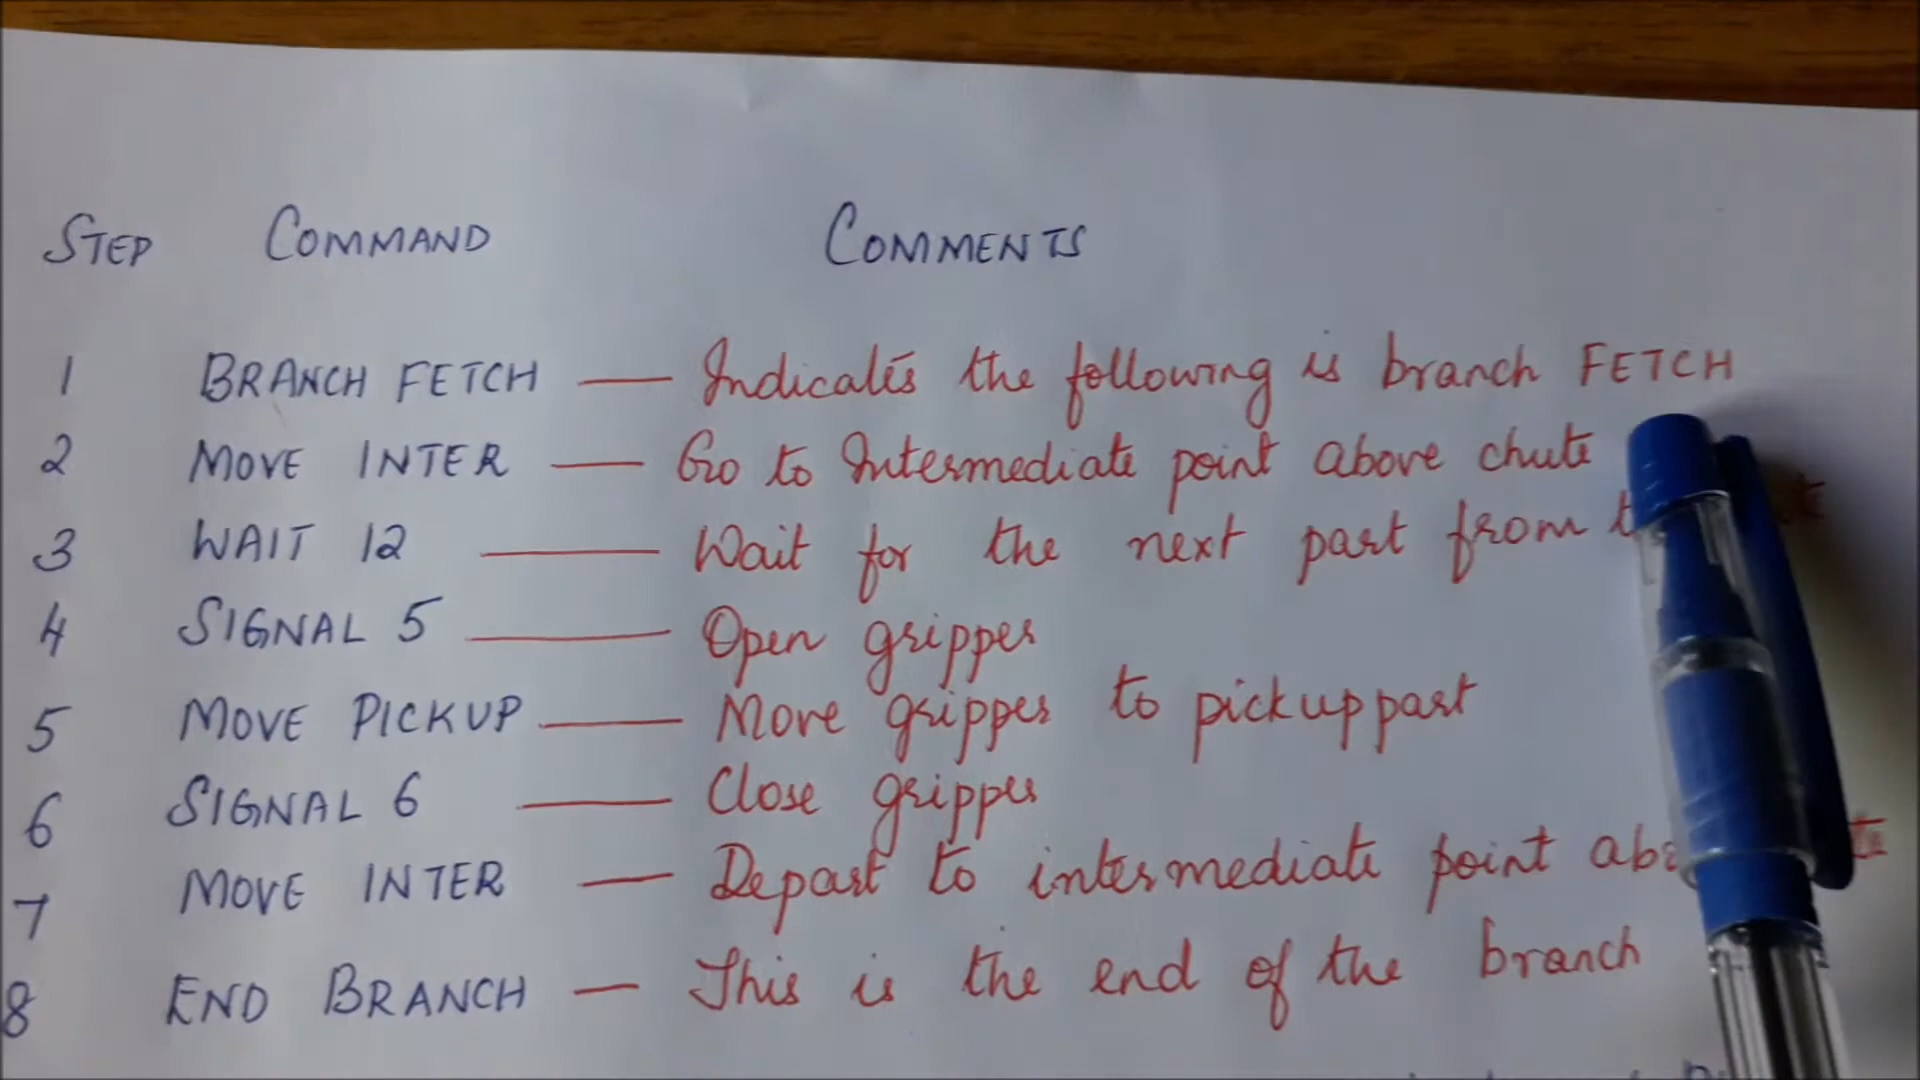 STEP COMMAND COMMENTS
1 BRANCH FETCH — Indicates the following is branch FETCH
2 MOVE INTER — Go to Intermediate point above chute
3 WAIT 12 — Wait for the next part from
4 SIGNAL 5 — Open gripper
5 MOVE PICKUP — Move gripper to pickup part
6 SIGNAL 6 — Close gripper
7 MOVE INTER — Depart to intermediate point
8 END BRANCH — This is the end of the branch